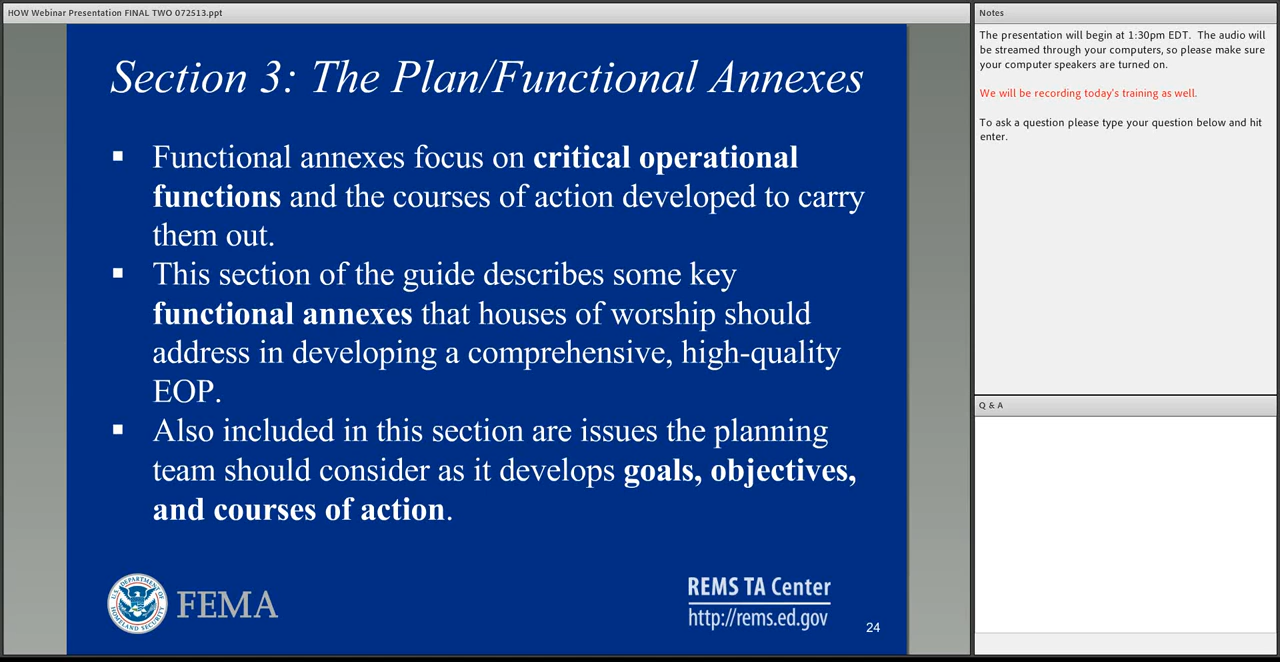 HOW Webinar Presentation FINAL TWO 072513.ppt
Section 3: The Plan/Functional Annexes
▪ Functional annexes focus on critical operational
functions and the courses of action developed to carry
them out.
▪ This section of the guide describes some key
functional annexes that houses of worship should
address in developing a comprehensive, high-quality
EOP.
▪ Also included in this section are issues the planning
team should consider as it develops goals, objectives,
and courses of action.
U.S. DEPARTMENT OF
HOMELAND SECURITY
FEMA
REMS TA Center
http://rems.ed.gov
24
Notes
The presentation will begin at 1:30pm EDT.  The audio will
be streamed through your computers, so please make sure
your computer speakers are turned on.
We will be recording today's training as well.
To ask a question please type your question below and hit
enter.
Q & A